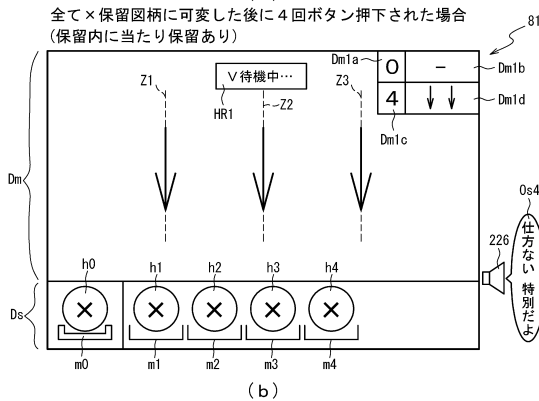 全て×保留図柄に可変した後に４回ボタン押下された場合
(保留内に当たり保留あり)
81
Dm1a
0
-
Dm1b
Z1
V待機中…
Z3
4
↓↓
Dm1d
HR1
Z2
Dm1c
Dm
Os4
226
仕方ない 特別だよ
h0
h1
h2
h3
h4
Ds
×
×
×
×
×
m0
m1
m2
m3
m4
(b)